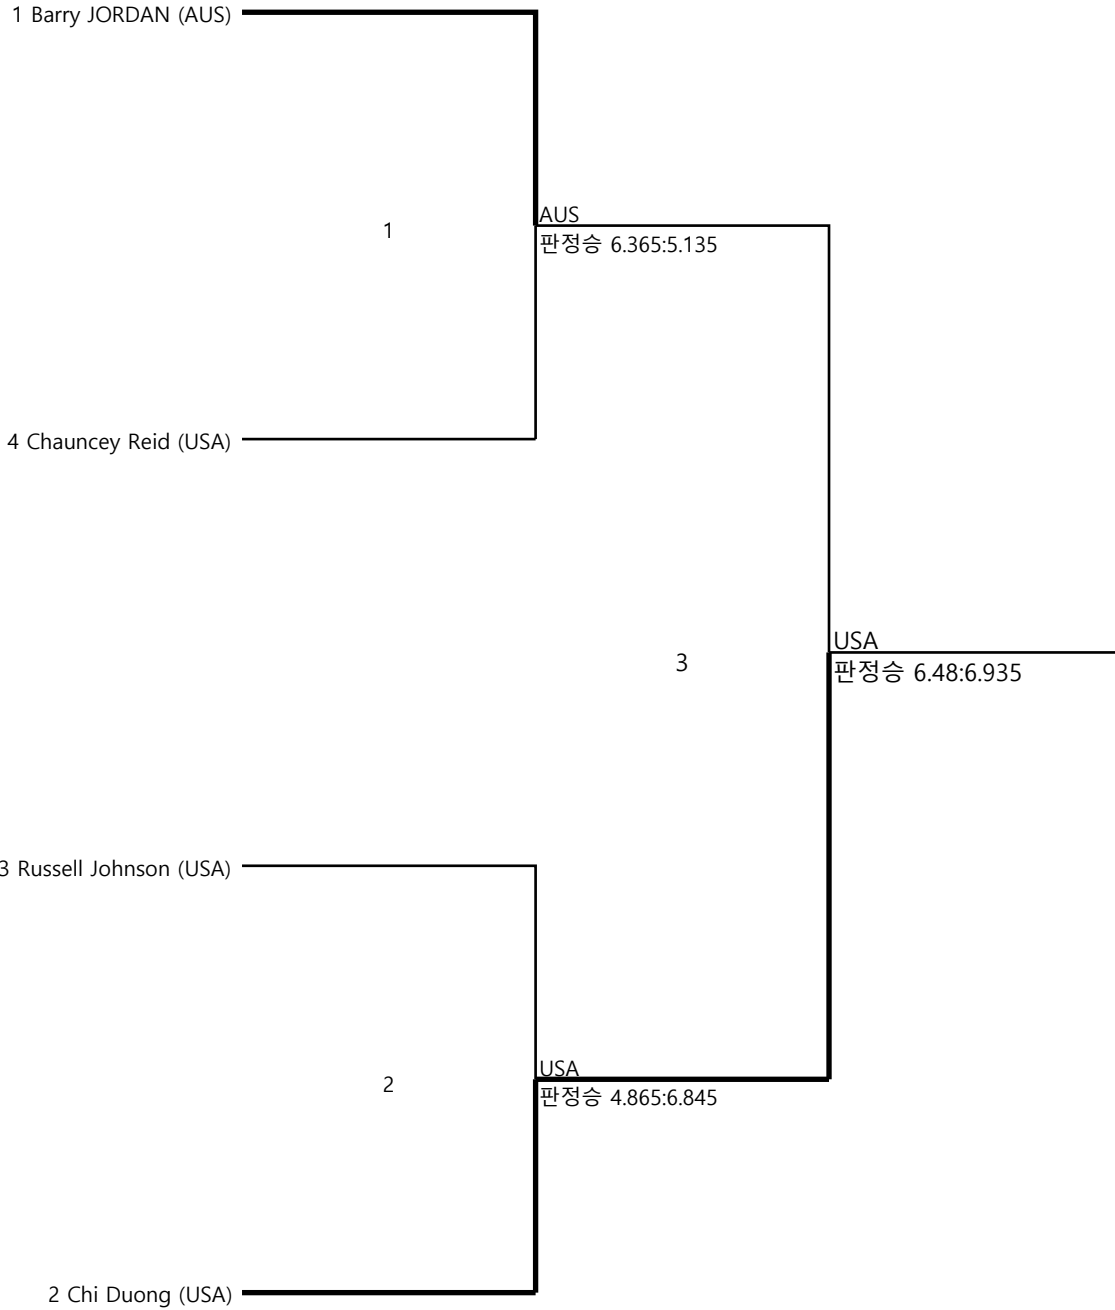 1 Barry JORDAN (AUS)
AUS
1
판정승 6.365:5.135
4 Chauncey Reid (USA)
USA
3
판정승 6.48:6.935
3 Russell Johnson (USA)
USA
2
판정승 4.865:6.845
2 Chi Duong (USA)